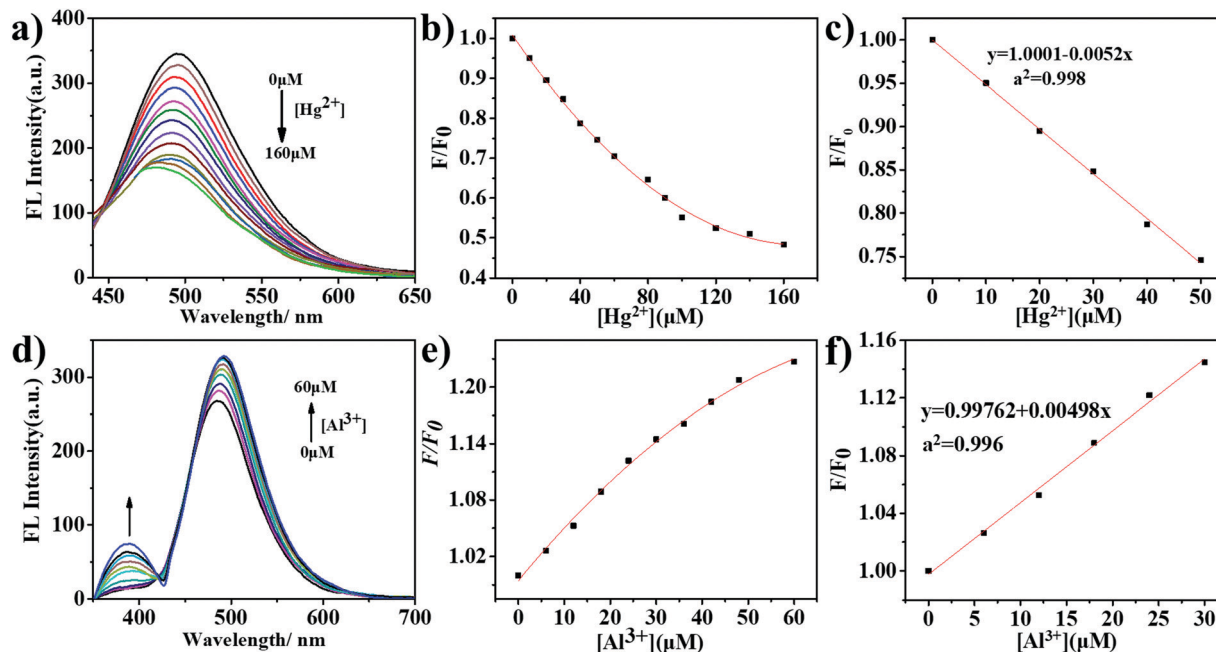 a)
400
300
200
100
0
FL Intensity(a.u.)
0μM
[Hg²⁺]
160μM
450 500 550 600 650
Wavelength/ nm
b)
1.0
0.9
0.8
0.7
0.6
0.5
0.4
F/F₀
0 40 80 120 160
[Hg²⁺](μM)
c)
1.00
0.95
0.90
0.85
0.80
0.75
F/F₀
y=1.0001-0.0052x
a²=0.998
0 10 20 30 40 50
[Hg²⁺](μM)
d)
300
200
100
0
FL Intensity(a.u.)
60μM
[Al³⁺]
0μM
400 500 600 700
Wavelength/ nm
e)
1.20
1.14
1.08
1.02
F/F₀
0 10 20 30 40 50 60
[Al³⁺](μM)
f)
1.16
1.12
1.08
1.04
1.00
F/F₀
y=0.99762+0.00498x
a²=0.996
0 5 10 15 20 25 30
[Al³⁺](μM)